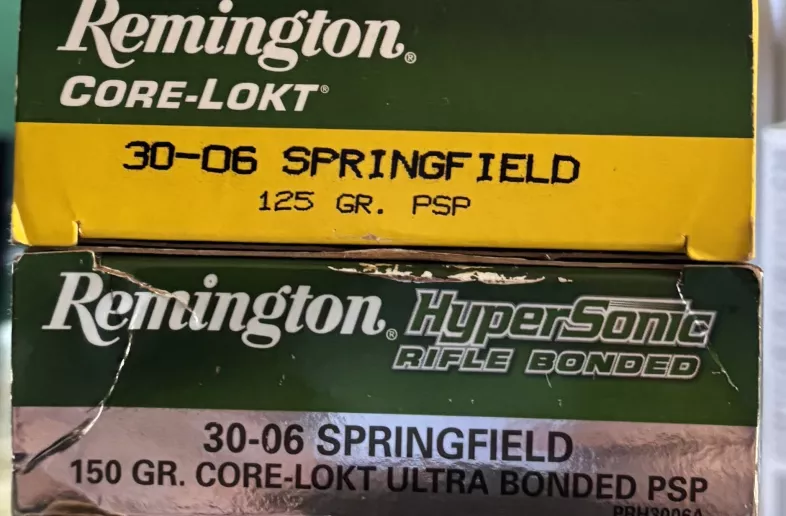 Remington®
CORE-LOKT®
30-06 SPRINGFIELD
125 GR. PSP
Remington® HyperSonic
RIFLE BONDED
30-06 SPRINGFIELD
150 GR. CORE-LOKT ULTRA BONDED PSP
PRH3006A